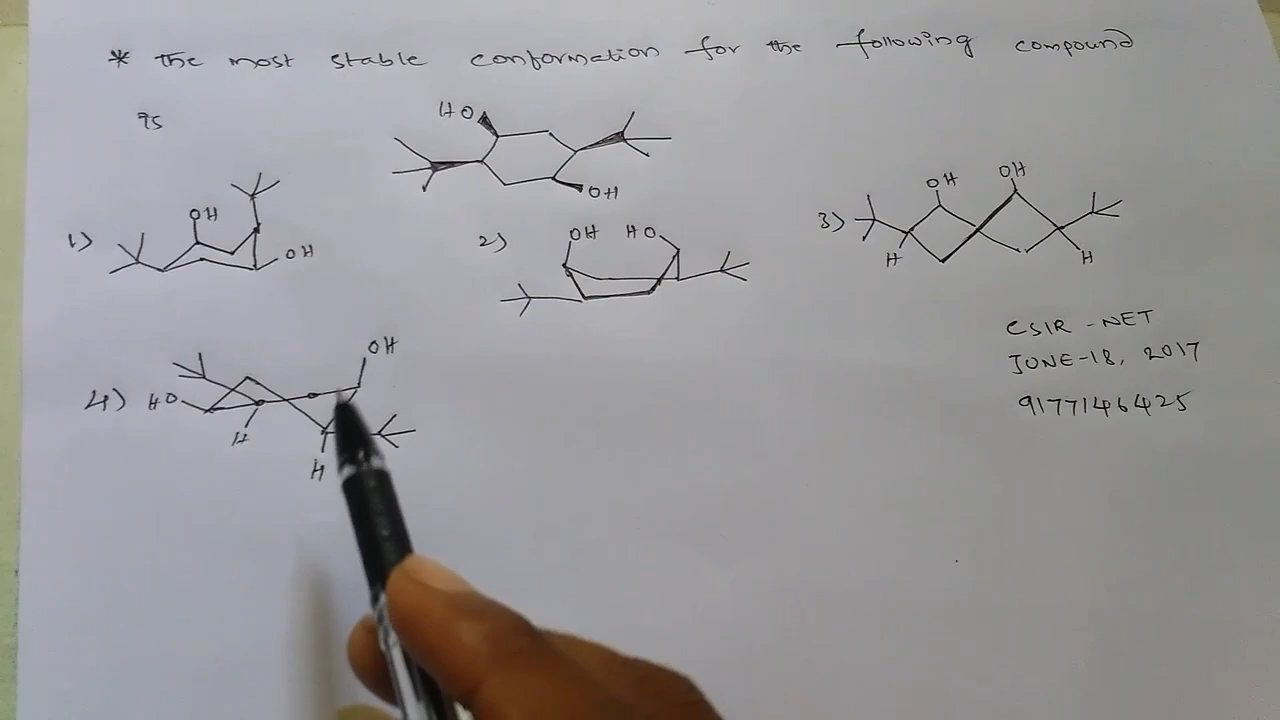 * The most stable conformation for the following compound
is
HO
OH
1) OH OH
2) OH HO
3) OH OH
H H
4) HO OH
H H
CSIR - NET
JUNE-18, 2017
9177146425